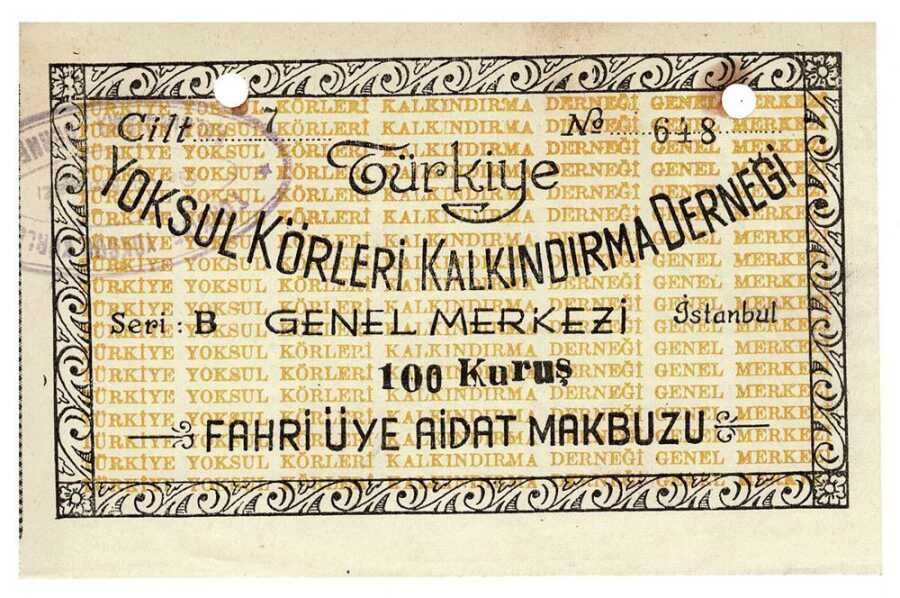 Cilt 7 No 648
Türkiye
YOKSUL KÖRLERİ KALKINDIRMA DERNEĞİ
Seri : B GENEL MERKEZİ İstanbul
100 Kuruş
FAHRİ ÜYE AİDAT MAKBUZU
TÜRKİYE YOKSUL KÖRLERİ KALKINDIRMA DERNEĞİ GENEL MERKE